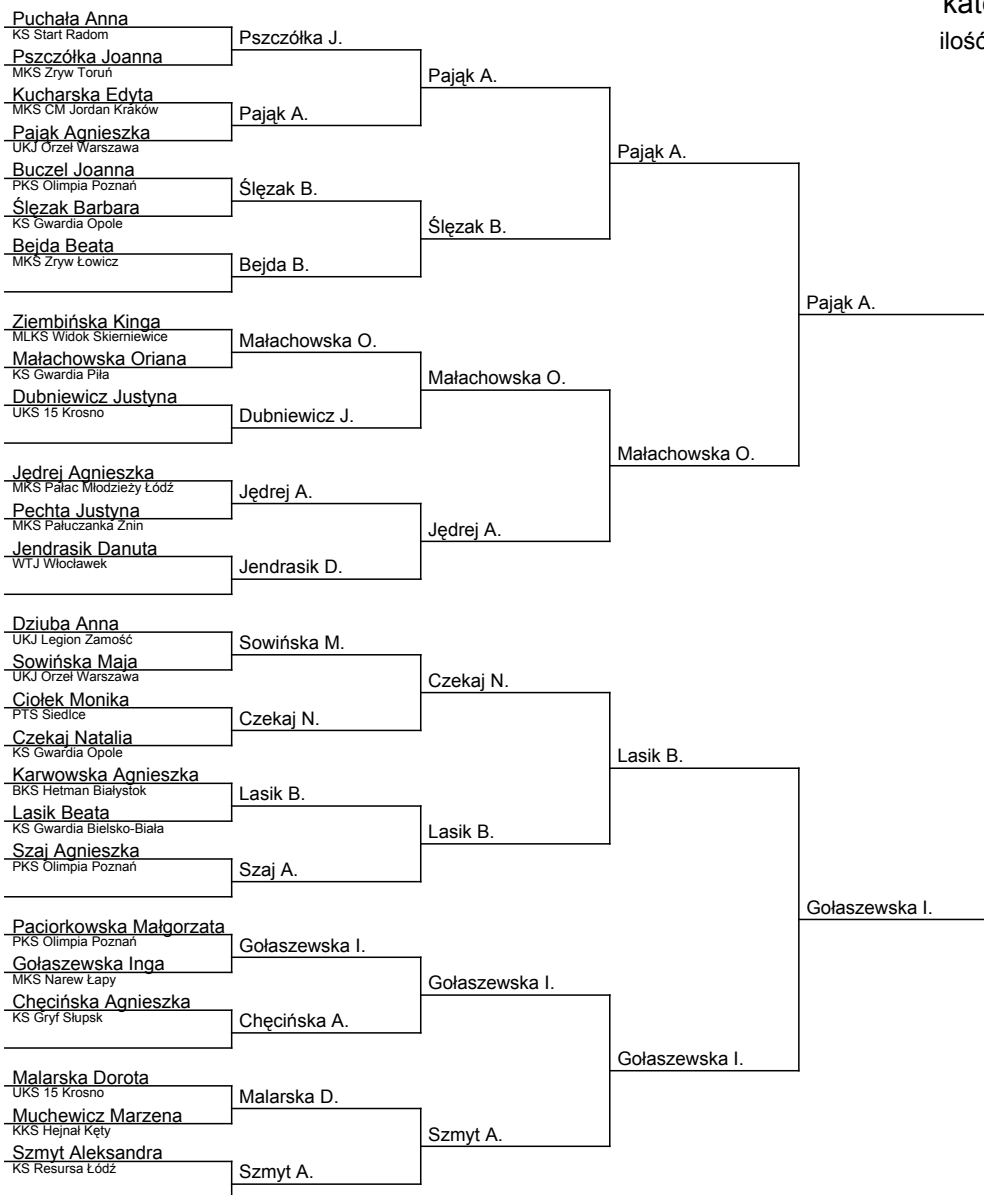 Puchała Anna
KS Start Radom
Pszczółka Joanna
MKS Zryw Toruń
Kucharska Edyta
MKS CM Jordan Kraków
Pająk Agnieszka
UKJ Orzeł Warszawa
Buczel Joanna
PKS Olimpia Poznań
Ślęzak Barbara
KS Gwardia Opole
Bejda Beata
MKS Zryw Łowicz
Ziembińska Kinga
MLKS Widok Skierniewice
Małachowska Oriana
KS Gwardia Piła
Dubniewicz Justyna
UKS 15 Krosno
Jędrej Agnieszka
MKS Pałac Młodzieży Łódź
Pechta Justyna
MKS Pałuczanka Żnin
Jendrasik Danuta
WTJ Włocławek
Dziuba Anna
UKJ Legion Zamość
Sowińska Maja
UKJ Orzeł Warszawa
Ciołek Monika
PTS Siedlce
Czekaj Natalia
KS Gwardia Opole
Karwowska Agnieszka
BKS Hetman Białystok
Lasik Beata
KS Gwardia Bielsko-Biała
Szaj Agnieszka
PKS Olimpia Poznań
Paciorkowska Małgorzata
PKS Olimpia Poznań
Gołaszewska Inga
MKS Narew Łapy
Chęcińska Agnieszka
KS Gryf Słupsk
Malarska Dorota
UKS 15 Krosno
Muchewicz Marzena
KKS Hejnał Kęty
Szmyt Aleksandra
KS Resursa Łódź
Pszczółka J.
Pająk A.
Ślęzak B.
Bejda B.
Małachowska O.
Dubniewicz J.
Jędrej A.
Jendrasik D.
Sowińska M.
Czekaj N.
Lasik B.
Szaj A.
Gołaszewska I.
Chęcińska A.
Malarska D.
Szmyt A.
Pająk A.
Ślęzak B.
Małachowska O.
Jędrej A.
Czekaj N.
Lasik B.
Gołaszewska I.
Szmyt A.
Pająk A.
Małachowska O.
Lasik B.
Gołaszewska I.
Pająk A.
Gołaszewska I.
ilość